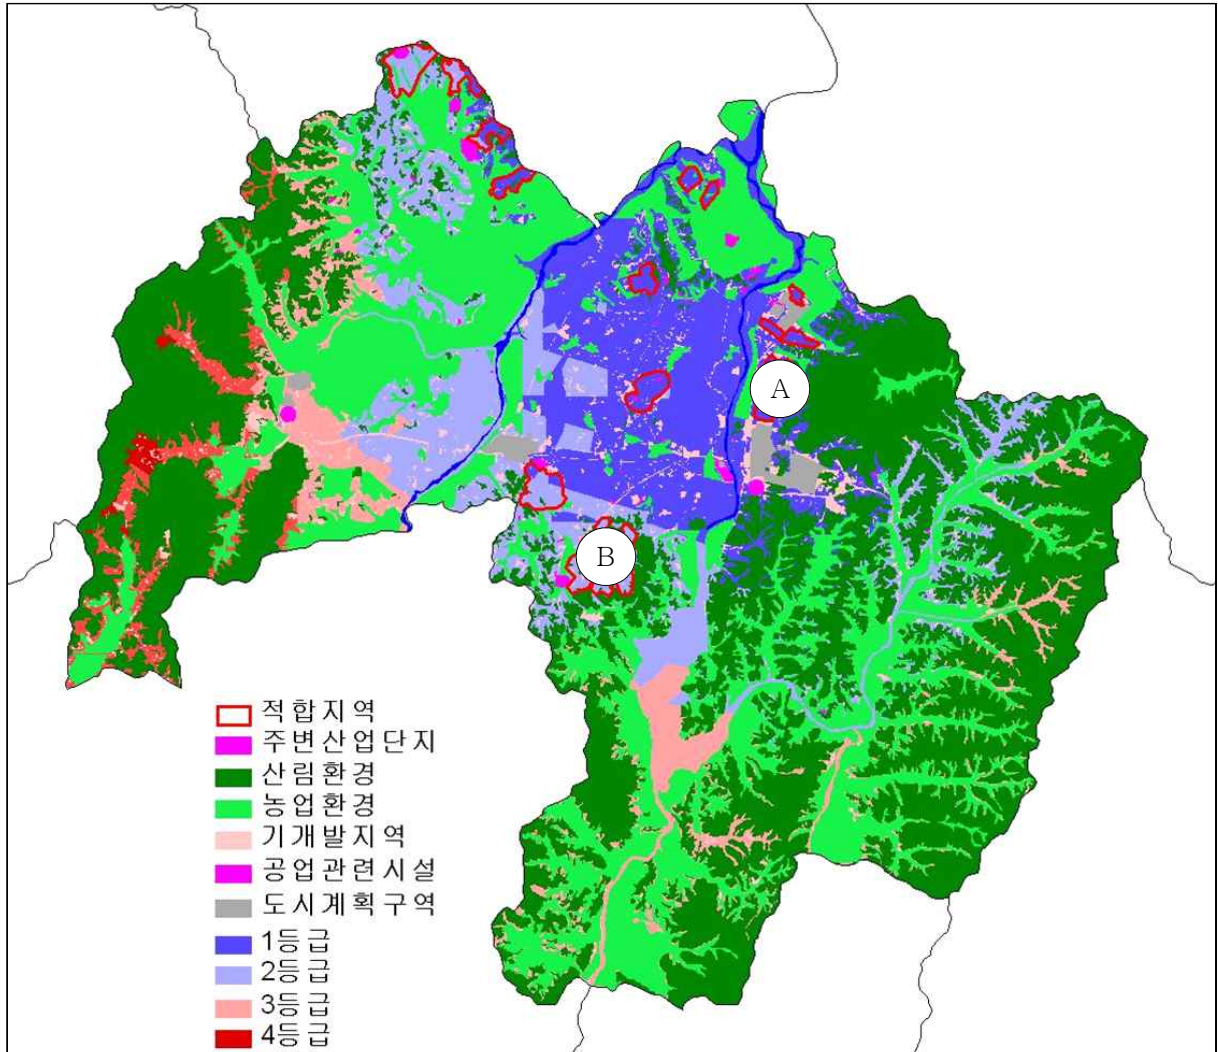 A
B
적합지역
주변산업단지
산림환경
농업환경
기개발지역
공업관련시설
도시계획구역
1등급
2등급
3등급
4등급